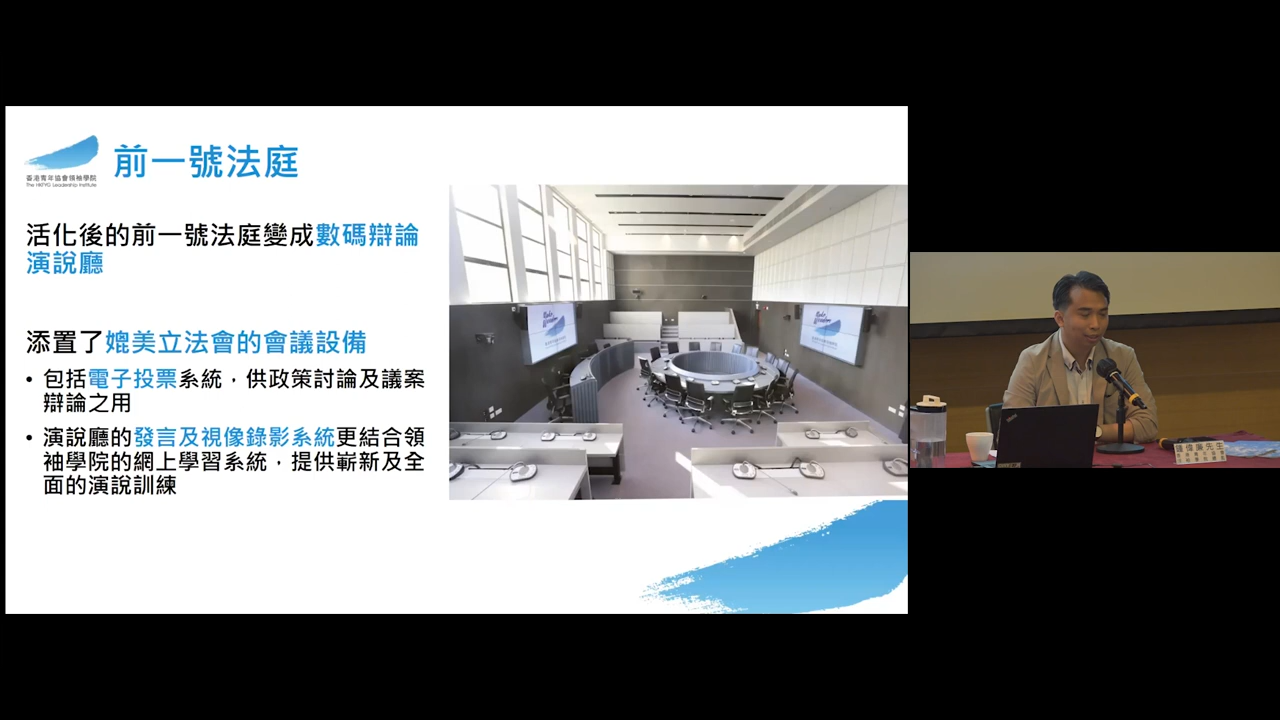 前一號法庭
香港青年協會領袖學院
The HKFYG Leadership Institute
活化後的前一號法庭變成數碼辯論
演說廳
添置了媲美立法會的會議設備
• 包括電子投票系統，供政策討論及議案
辯論之用
• 演說廳的發言及視像錄影系統更結合領
袖學院的網上學習系統，提供嶄新及全
面的演說訓練
鍾偉廉先生